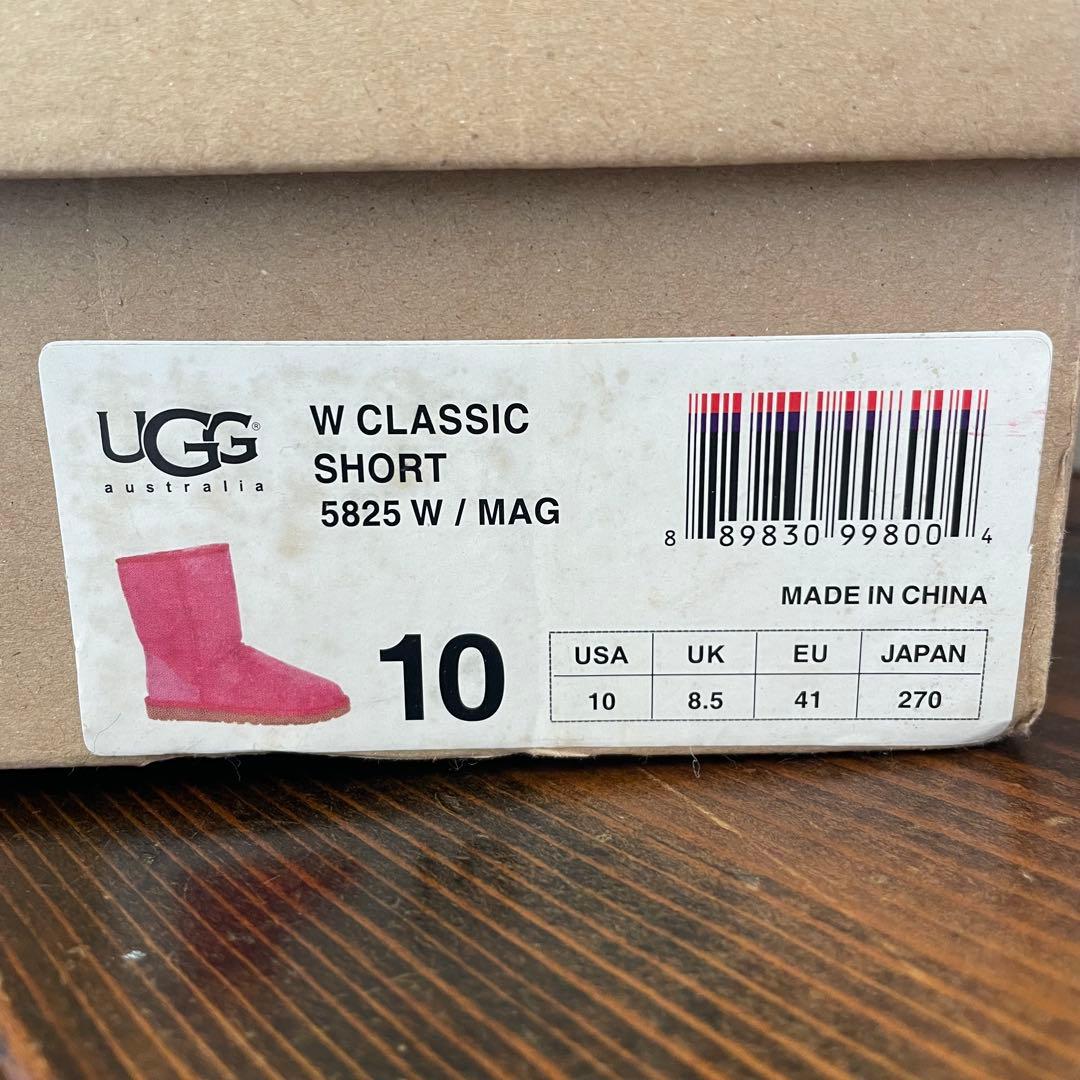 UGG®
australia
W CLASSIC
SHORT
5825 W / MAG
8 89830 99800 4
MADE IN CHINA
10
USA UK EU JAPAN
10 8.5 41 270